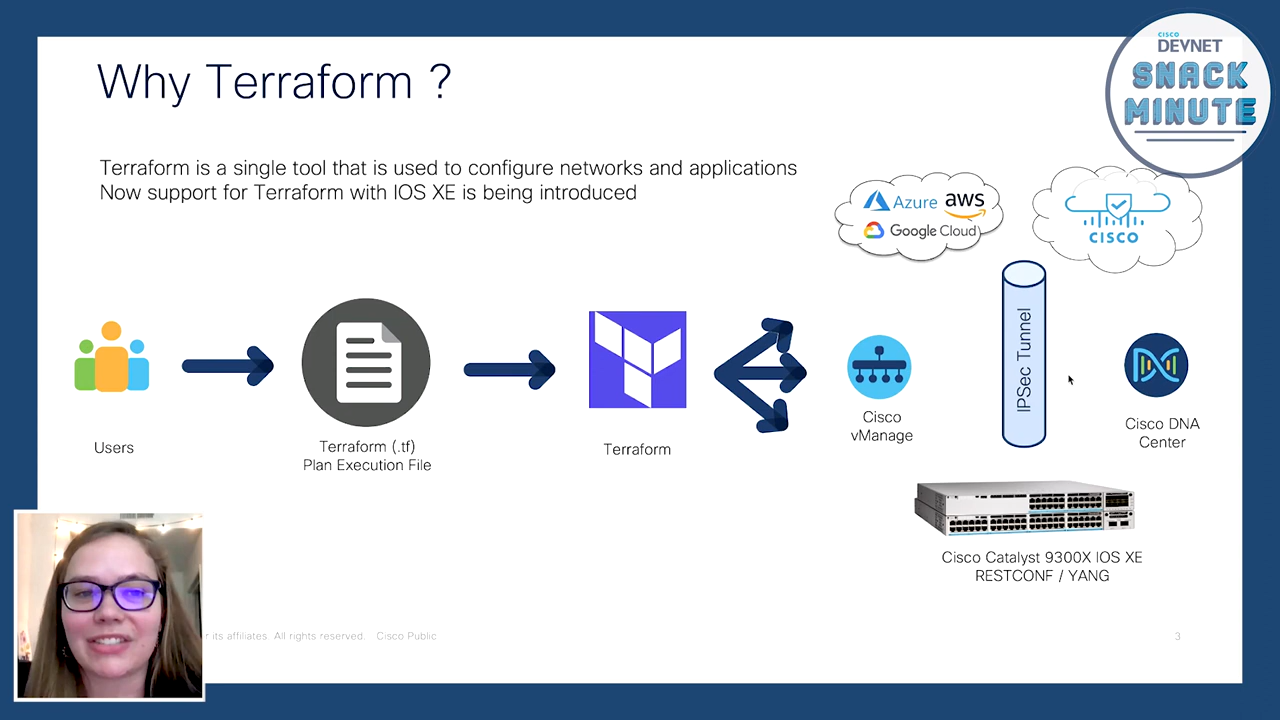 Why Terraform ?
CISCO
DEVNET
SNACK
MINUTE
Terraform is a single tool that is used to configure networks and applications
Now support for Terraform with IOS XE is being introduced
Azure aws
Google Cloud
CISCO
IPSec Tunnel
Users
Terraform (.tf)
Plan Execution File
Terraform
Cisco
vManage
Cisco DNA
Center
Cisco Catalyst 9300X IOS XE
RESTCONF / YANG
r its affiliates. All rights reserved. Cisco Public
3